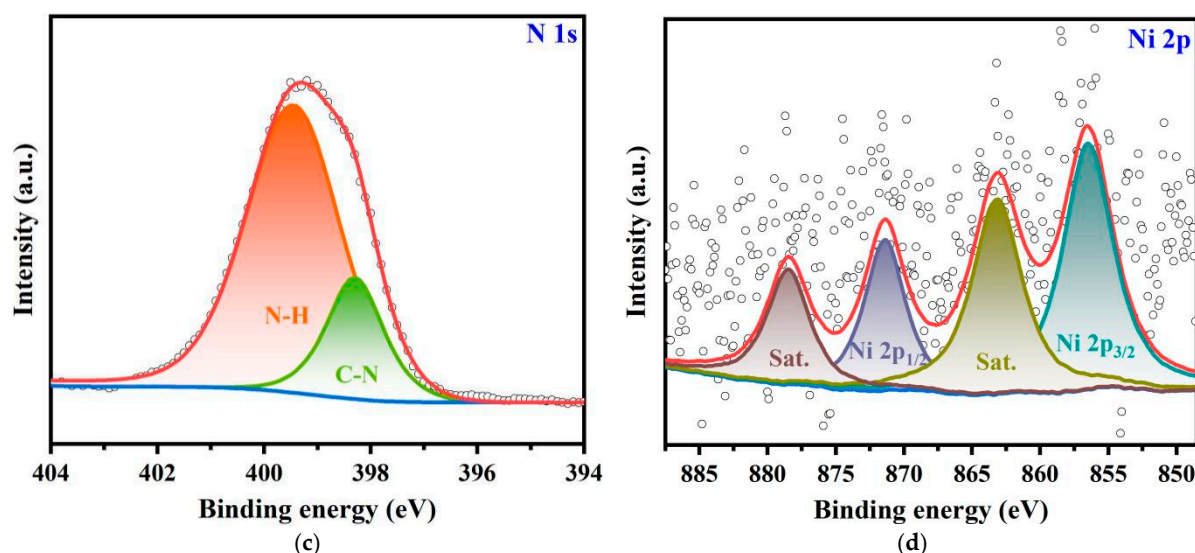 N 1s
Intensity (a.u.)
N-H
C-N
404 402 400 398 396 394
Binding energy (eV)
(c)
Ni 2p
Intensity (a.u.)
Sat.
Ni 2p1/2
Sat.
Ni 2p3/2
885 880 875 870 865 860 855 850
Binding energy (eV)
(d)